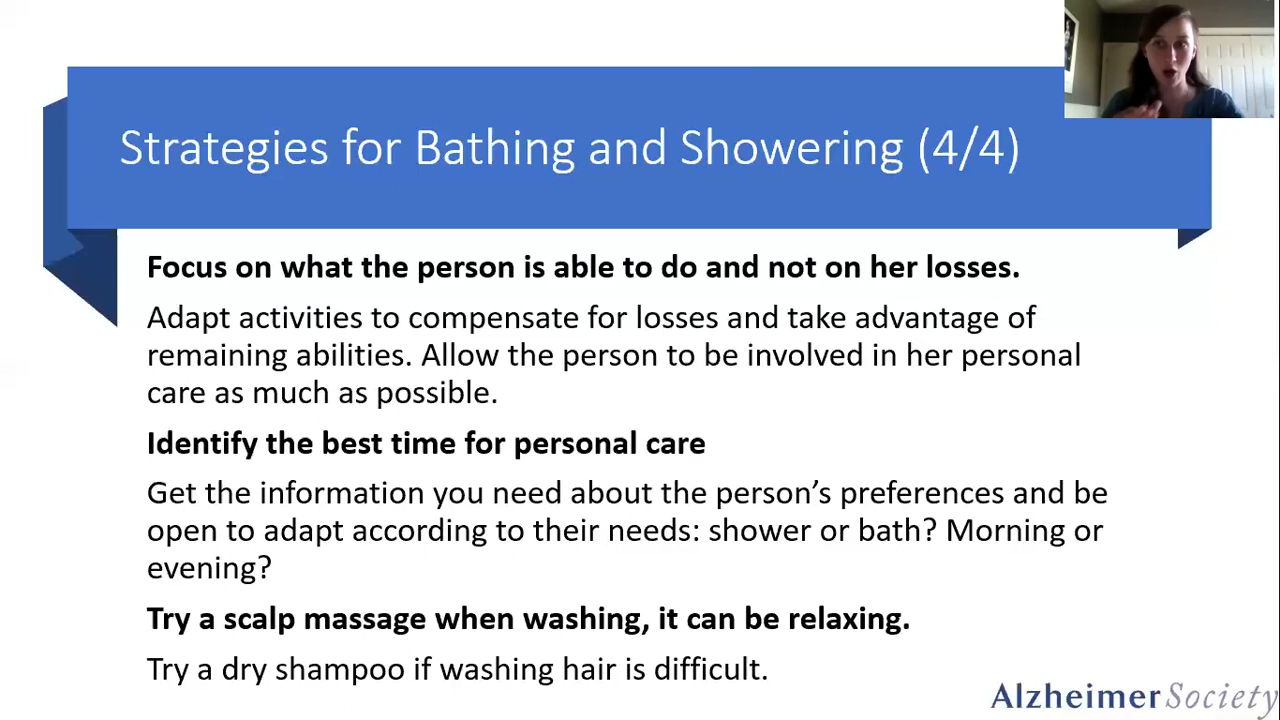 Strategies for Bathing and Showering (4/4)
Focus on what the person is able to do and not on her losses.
Adapt activities to compensate for losses and take advantage of
remaining abilities. Allow the person to be involved in her personal
care as much as possible.
Identify the best time for personal care
Get the information you need about the person’s preferences and be
open to adapt according to their needs: shower or bath? Morning or
evening?
Try a scalp massage when washing, it can be relaxing.
Try a dry shampoo if washing hair is difficult.
AlzheimerSociety